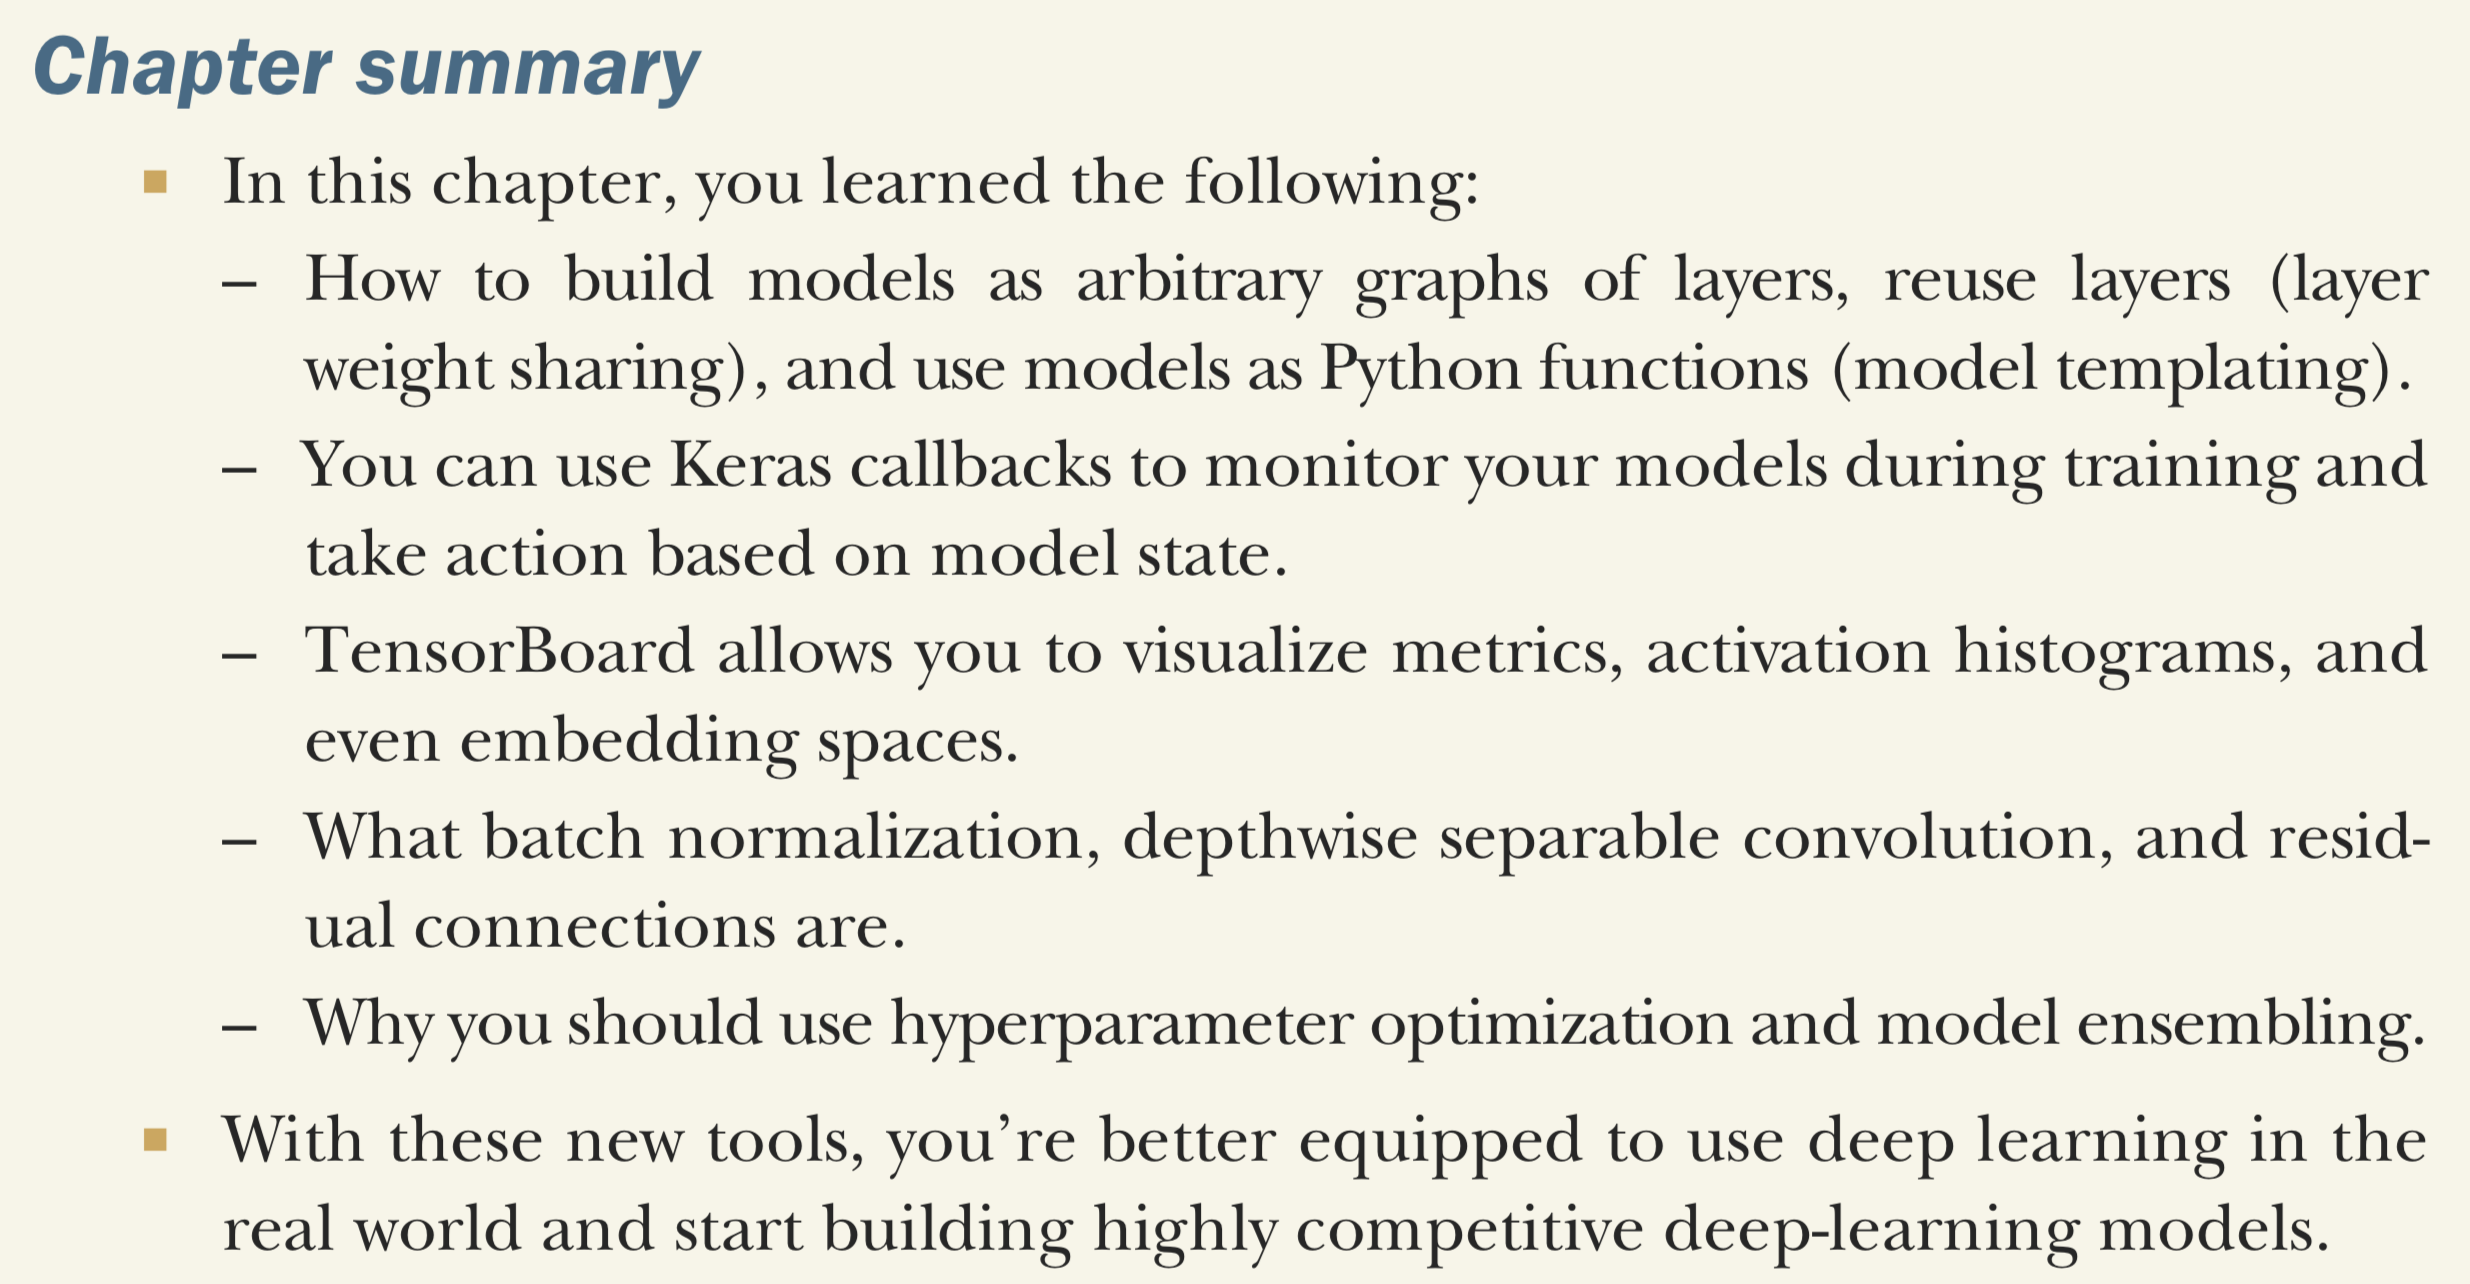 Chapter summary
■ In this chapter, you learned the following:
– How to build models as arbitrary graphs of layers, reuse layers (layer
weight sharing), and use models as Python functions (model templating).
– You can use Keras callbacks to monitor your models during training and
take action based on model state.
– TensorBoard allows you to visualize metrics, activation histograms, and
even embedding spaces.
– What batch normalization, depthwise separable convolution, and resid-
ual connections are.
– Why you should use hyperparameter optimization and model ensembling.
■ With these new tools, you’re better equipped to use deep learning in the
real world and start building highly competitive deep-learning models.